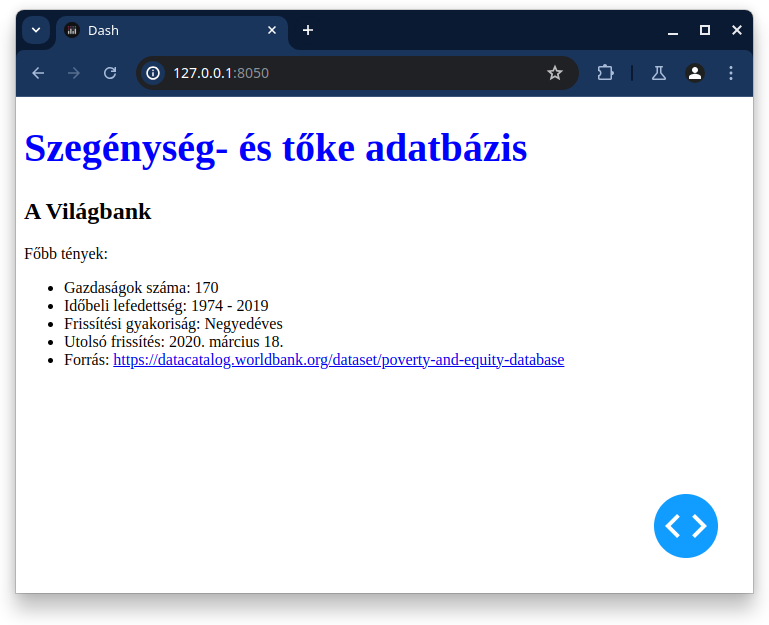 Dash
127.0.0.1:8050
Szegénység- és tőke adatbázis
A Világbank
Főbb tények:
Gazdaságok száma: 170
Időbeli lefedettség: 1974 - 2019
Frissítési gyakoriság: Negyedéves
Utolsó frissítés: 2020. március 18.
Forrás: https://datacatalog.worldbank.org/dataset/poverty-and-equity-database